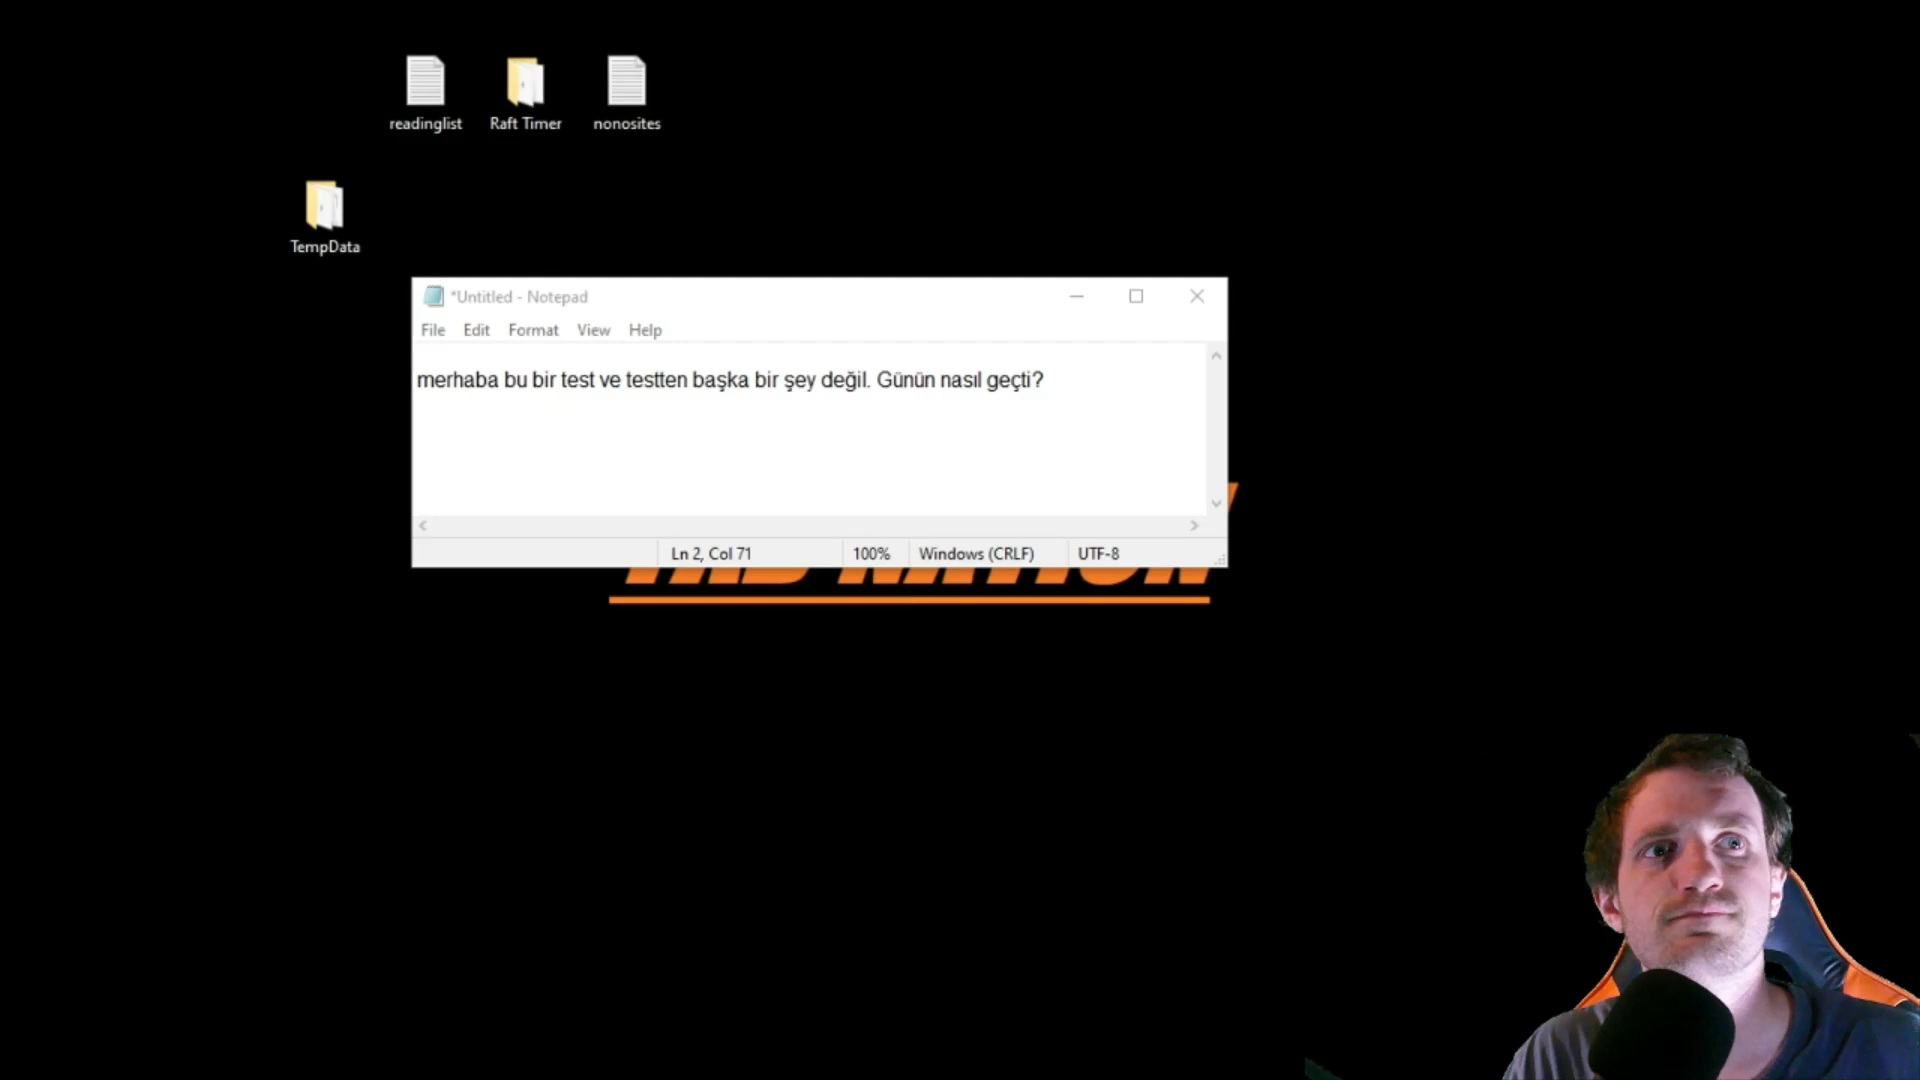 readinglist
Raft Timer
nonosites
TempData
*Untitled - Notepad
File Edit Format View Help
merhaba bu bir test ve testten başka bir şey değil. Günün nasıl geçti?
Ln 2, Col 71
100%
Windows (CRLF)
UTF-8
NATION